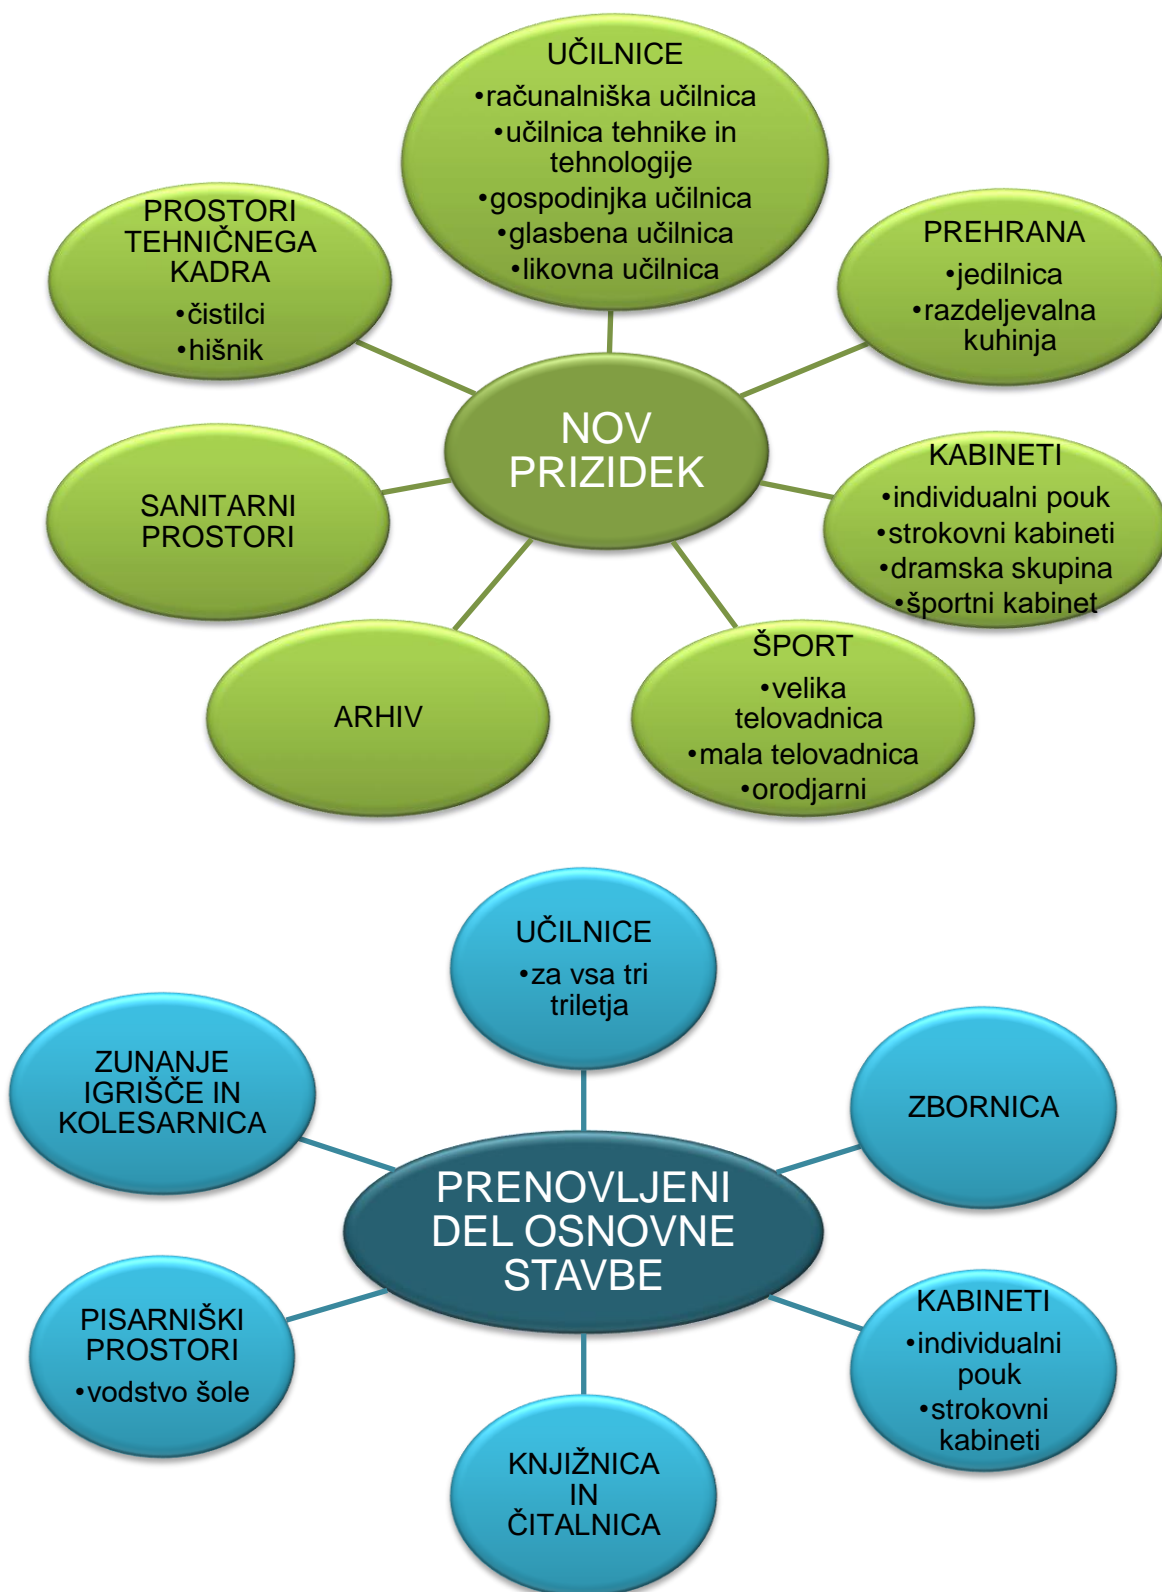 UČILNICE
•računalniška učilnica
•učilnica tehnike in
tehnologije
•gospodinjka učilnica
•glasbena učilnica
•likovna učilnica
PROSTORI
TEHNIČNEGA
KADRA
•čistilci
•hišnik
PREHRANA
•jedilnica
•razdeljevalna
kuhinja
NOV
PRIZIDEK
KABINETI
•individualni pouk
•strokovni kabineti
•dramska skupina
•športni kabinet
SANITARNI
PROSTORI
ARHIV
ŠPORT
•velika
telovadnica
•mala telovadnica
•orodjarni
UČILNICE
•za vsa tri
triletja
ZUNANJE
IGRIŠČE IN
KOLESARNICA
ZBORNICA
PRENOVLJENI
DEL OSNOVNE
STAVBE
PISARNIŠKI
PROSTORI
•vodstvo šole
KABINETI
•individualni
pouk
•strokovni
kabineti
KNJIŽNICA
IN
ČITALNICA